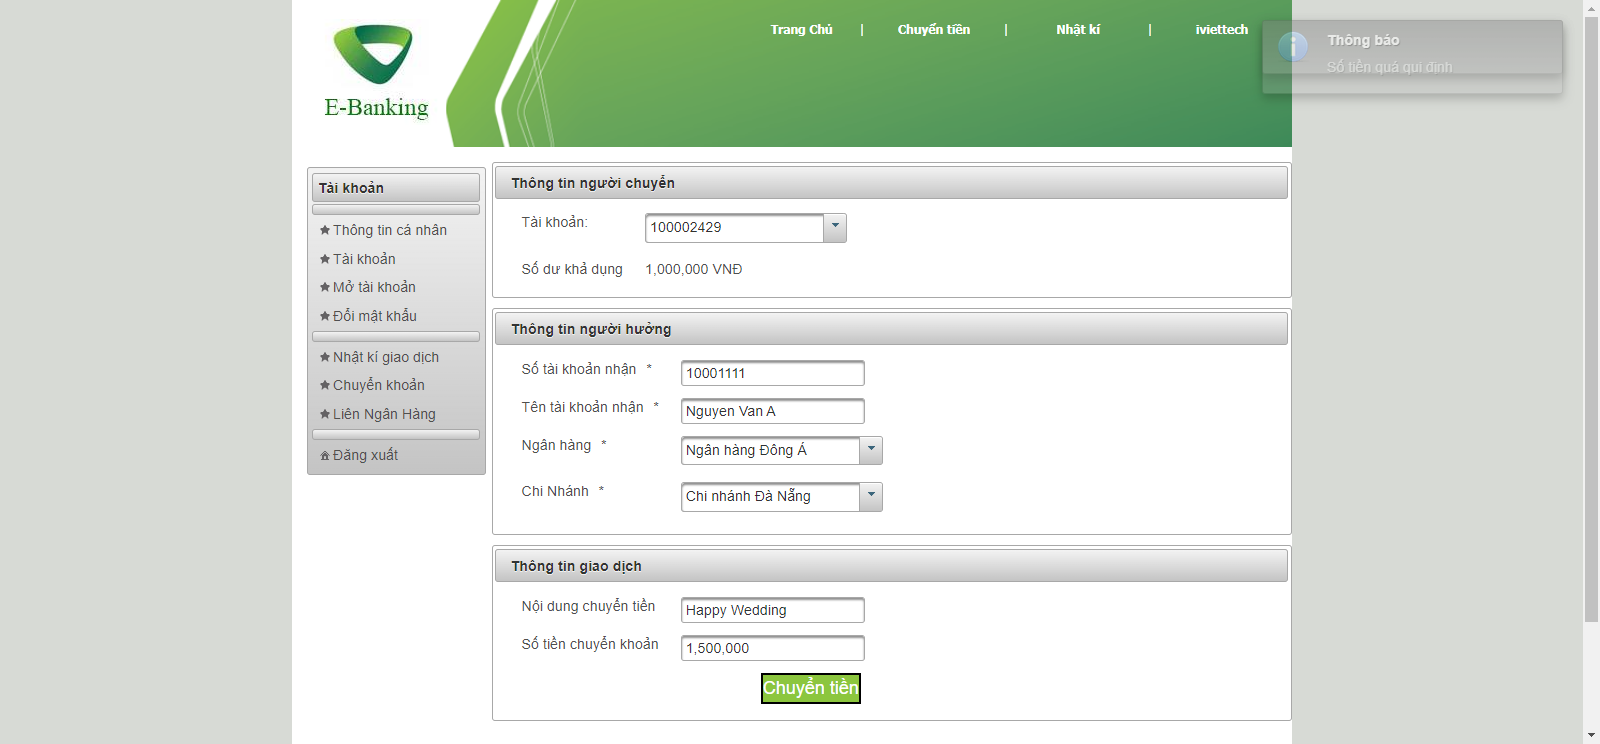 E-Banking
Trang Chủ | Chuyển tiền | Nhật kí | iviettech
Thông báo
Số tiền quá qui định
Tài khoản
Thông tin cá nhân
Tài khoản
Mở tài khoản
Đổi mật khẩu
Nhật kí giao dịch
Chuyển khoản
Liên Ngân Hàng
Đăng xuất
Thông tin người chuyển
Tài khoản: 100002429
Số dư khả dụng 1,000,000 VNĐ
Thông tin người hưởng
Số tài khoản nhận * 10001111
Tên tài khoản nhận * Nguyen Van A
Ngân hàng * Ngân hàng Đông Á
Chi Nhánh * Chi nhánh Đà Nẵng
Thông tin giao dịch
Nội dung chuyển tiền Happy Wedding
Số tiền chuyển khoản 1,500,000
Chuyển tiền